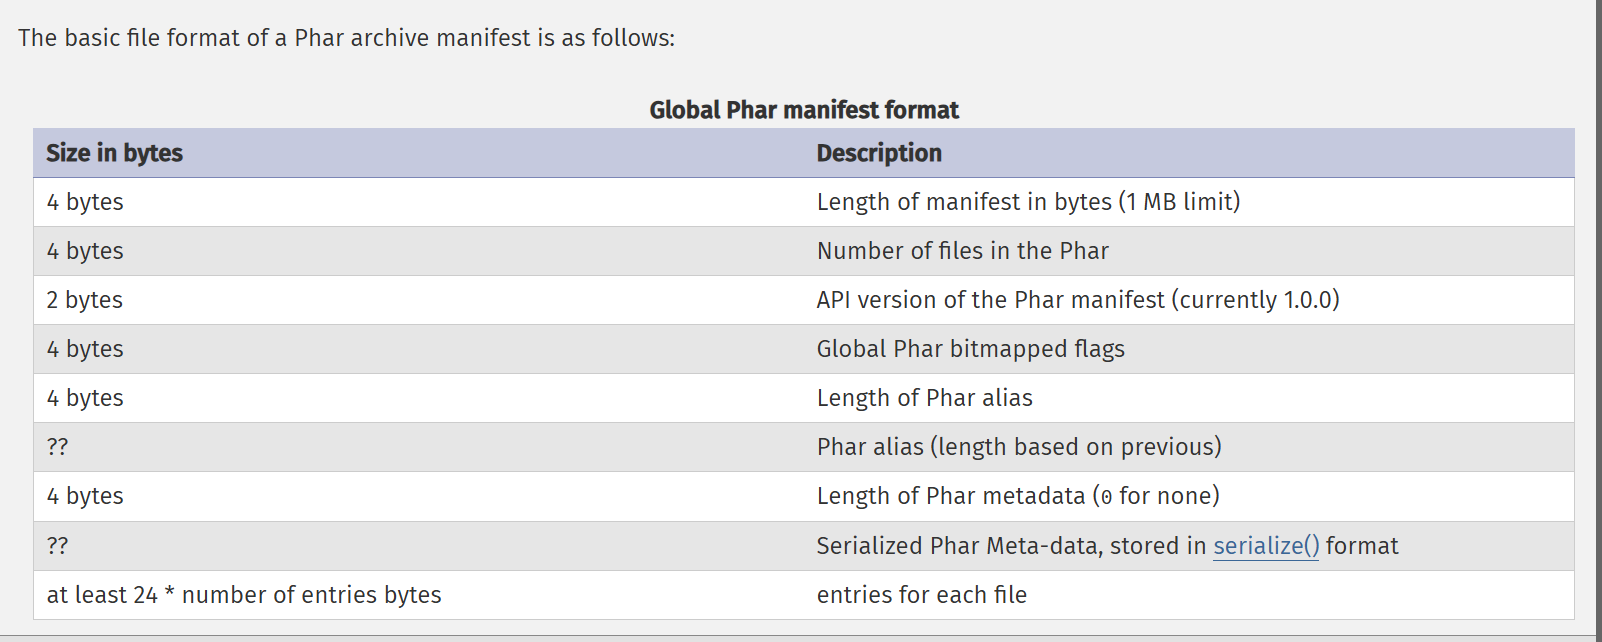 The basic file format of a Phar archive manifest is as follows:
Global Phar manifest format
Size in bytes Description
4 bytes Length of manifest in bytes (1 MB limit)
4 bytes Number of files in the Phar
2 bytes API version of the Phar manifest (currently 1.0.0)
4 bytes Global Phar bitmapped flags
4 bytes Length of Phar alias
?? Phar alias (length based on previous)
4 bytes Length of Phar metadata (0 for none)
?? Serialized Phar Meta-data, stored in serialize() format
at least 24 * number of entries bytes entries for each file